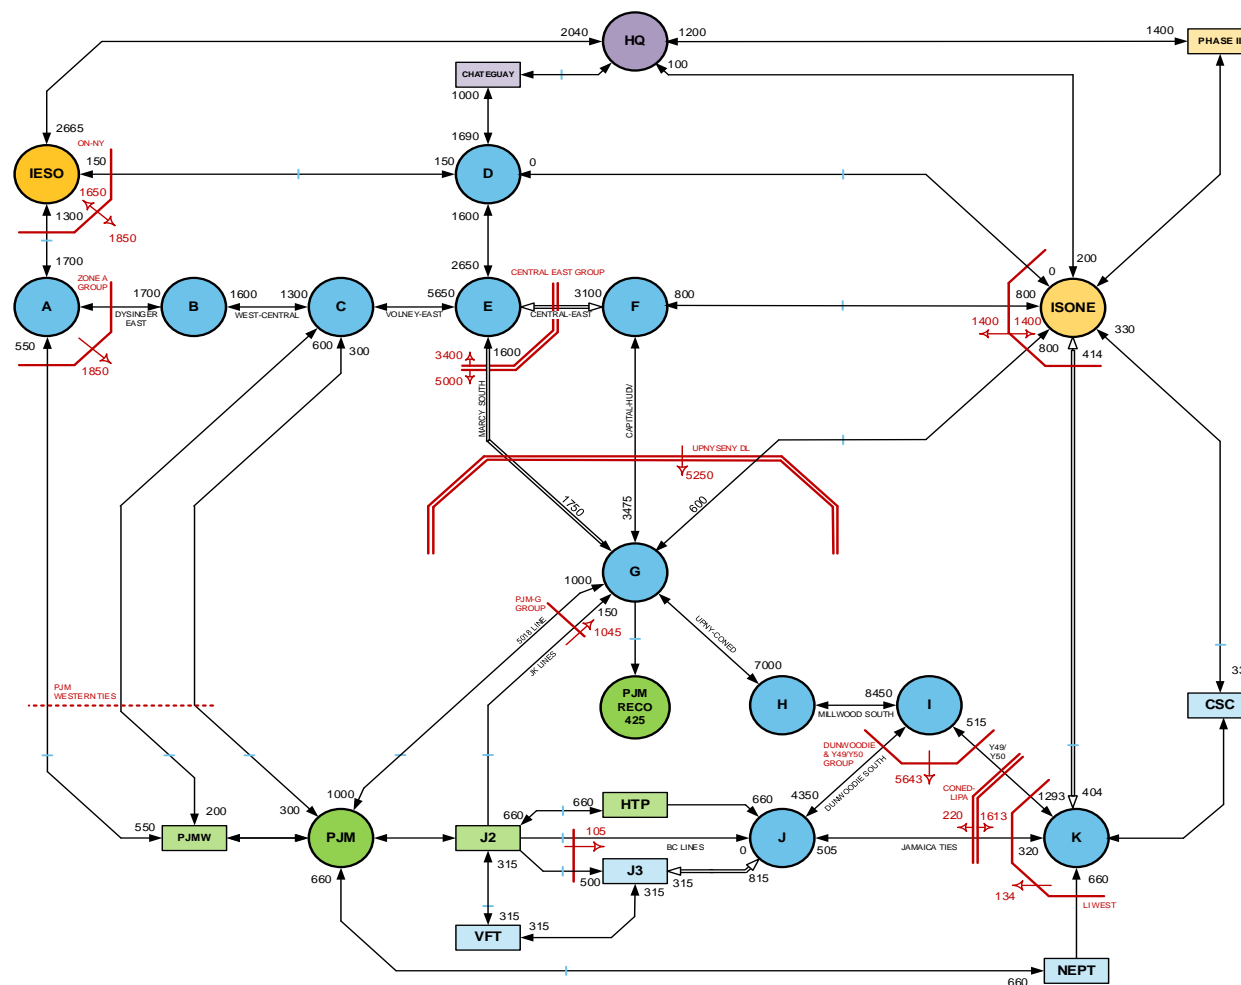 2040
HQ
1200
1400
PHASE II
100
CHATEGUAY
1000
2665
ON-NY
1690
150
150
0
IESO
D
1650
1300
1850
1600
1700
ZONE A
GROUP
2650
CENTRAL EAST GROUP
200
0
A
1700
B
1600
1300
C
5650
E
3100
F
800
800
ISONE
DYSINGER
EAST
WEST-CENTRAL
VOLNEY-EAST
CENTRAL-EAST
550
600
300
1600
1400
1400
800
414
330
1850
3400
5000
MARCY SOUTH
CAPITAL-HUD/
UPNYSENY DL
5250
1750
3475
600
G
1000
PJM-G
GROUP
150
1045
5018 LINE
JK LINES
UPNY-CONED
PJM
WESTERN TIES
PJM
RECO
425
7000
H
8450
I
MILLWOOD SOUTH
515
CSC
DUNWOODIE
& Y49/Y50
GROUP
Y49/
Y50
5643
DUNWOODIE SOUTH
CONED-
LIPA
1000
200
300
550
PJMW
PJM
660
660
HTP
660
4350
1293
404
220
1613
J2
105
BC LINES
0
J
505
JAMAICA TIES
320
K
660
315
500
J3
315
315
815
660
134
LI WEST
315
VFT
315
660
NEPT